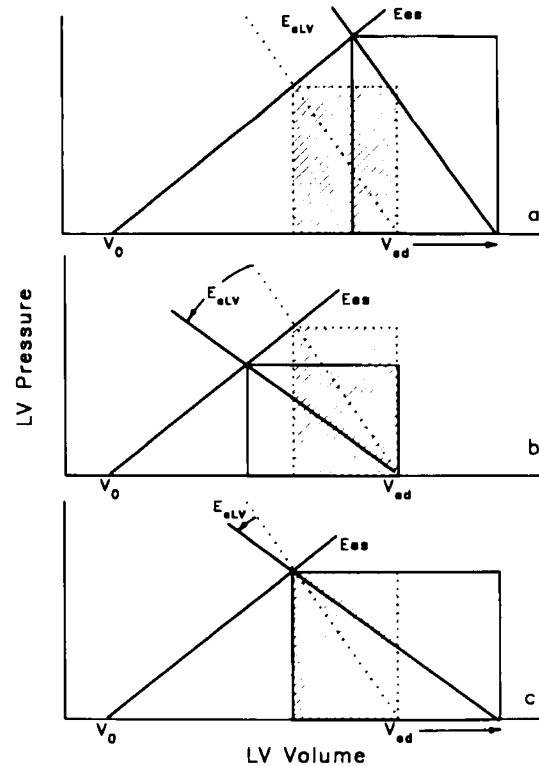 EaLV
Ees
a
V0
Ved
EaLV
Ees
b
V0
Ved
EaLV
Ees
c
V0
Ved
LV Pressure
LV Volume